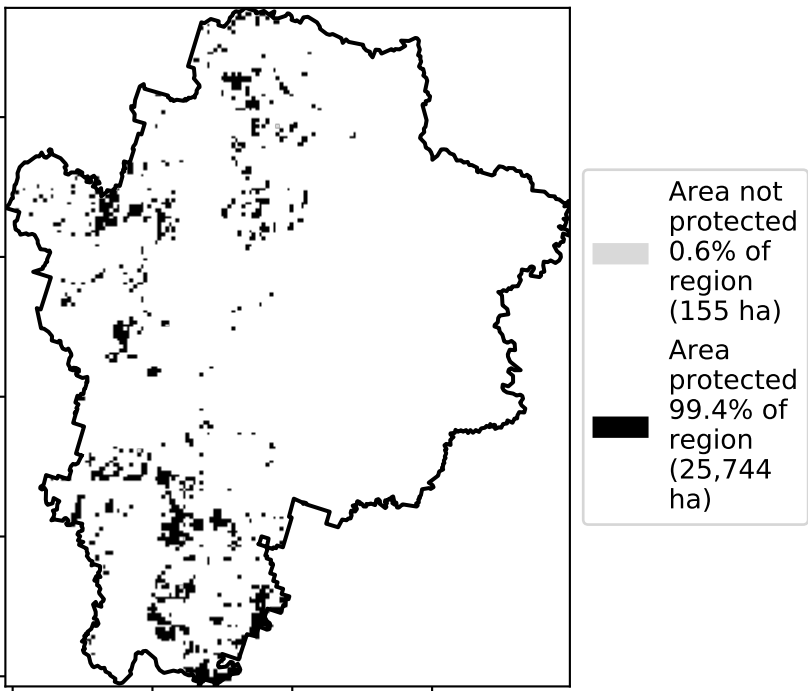 Area not
protected
0.6% of
region
(155 ha)
Area
protected
99.4% of
region
(25,744
ha)